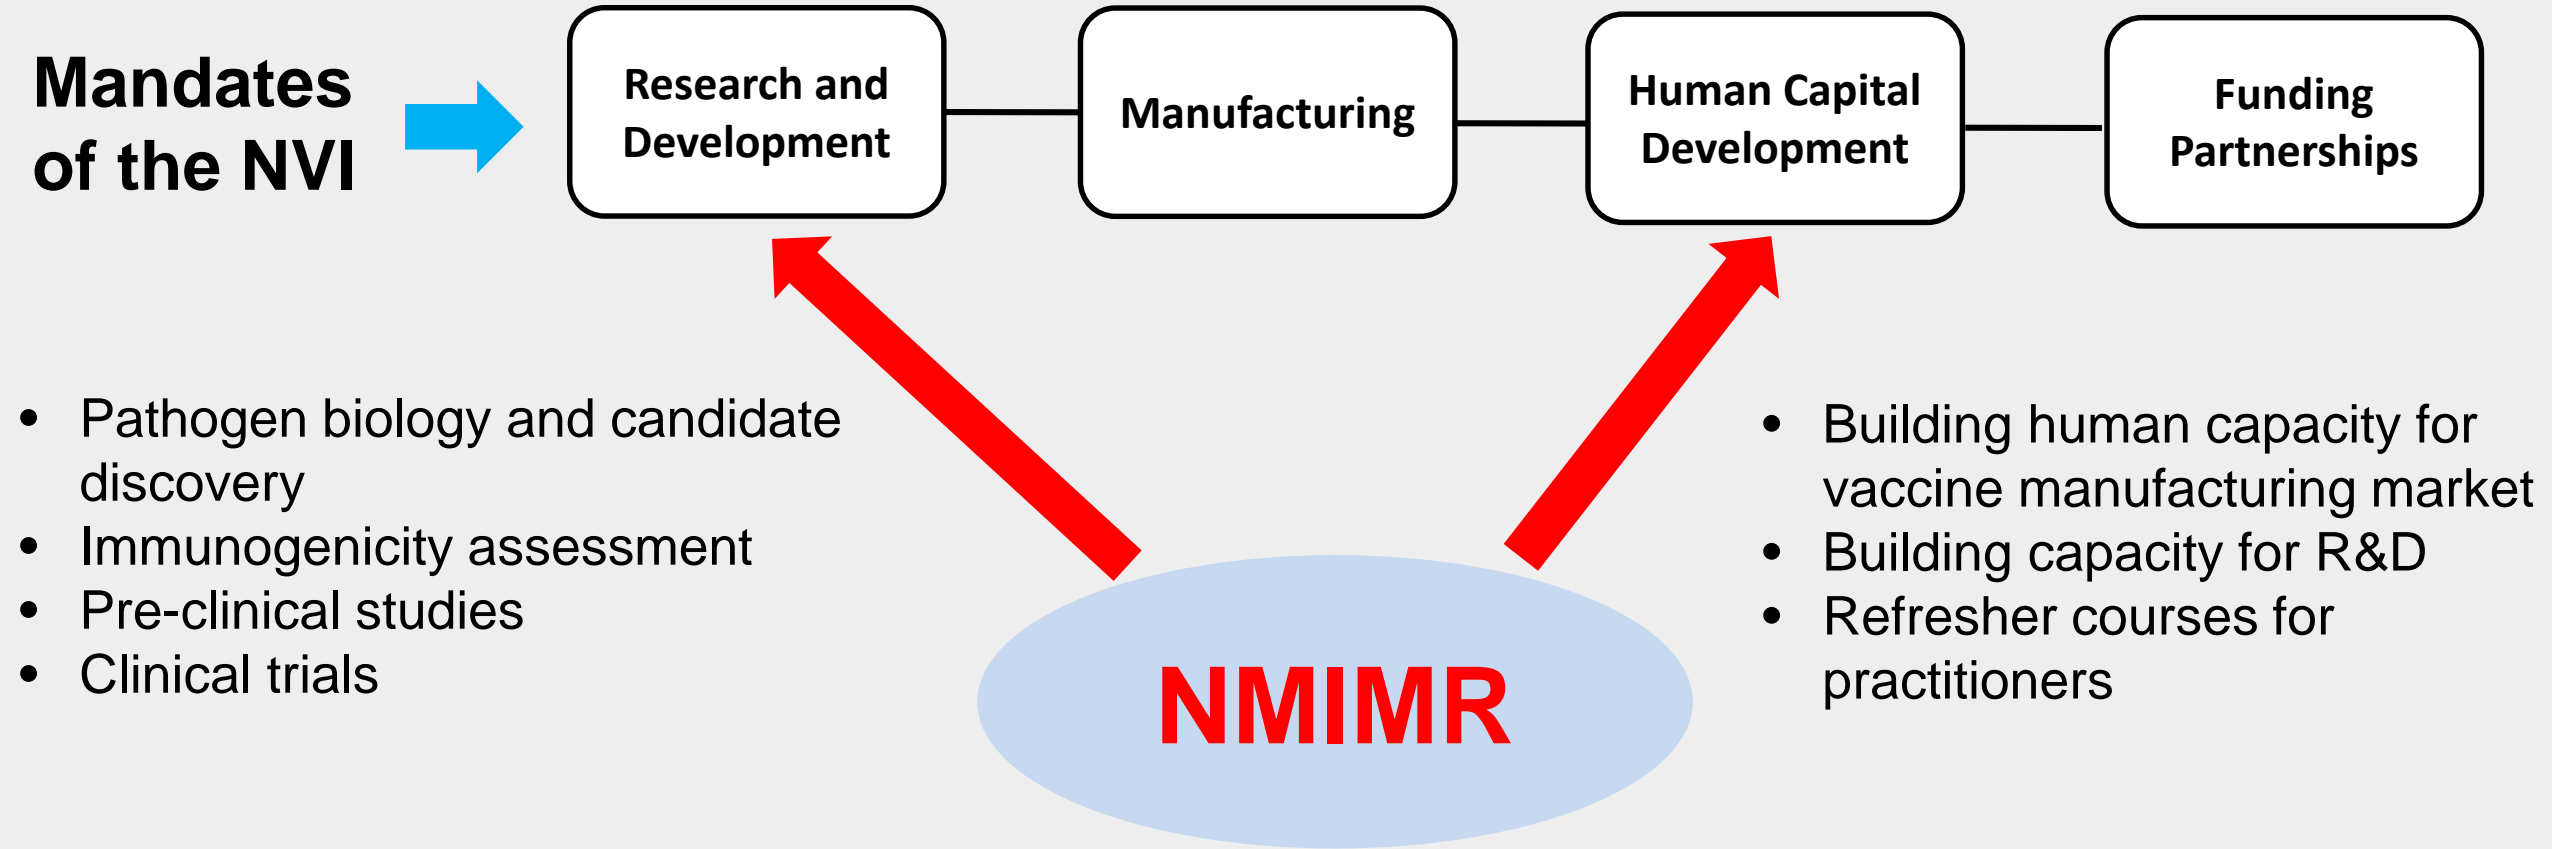 Mandates
of the NVI
Research and
Development
Manufacturing
Human Capital
Development
Funding
Partnerships
• Pathogen biology and candidate
discovery
• Immunogenicity assessment
• Pre-clinical studies
• Clinical trials
NMIMR
• Building human capacity for
vaccine manufacturing market
• Building capacity for R&D
• Refresher courses for
practitioners